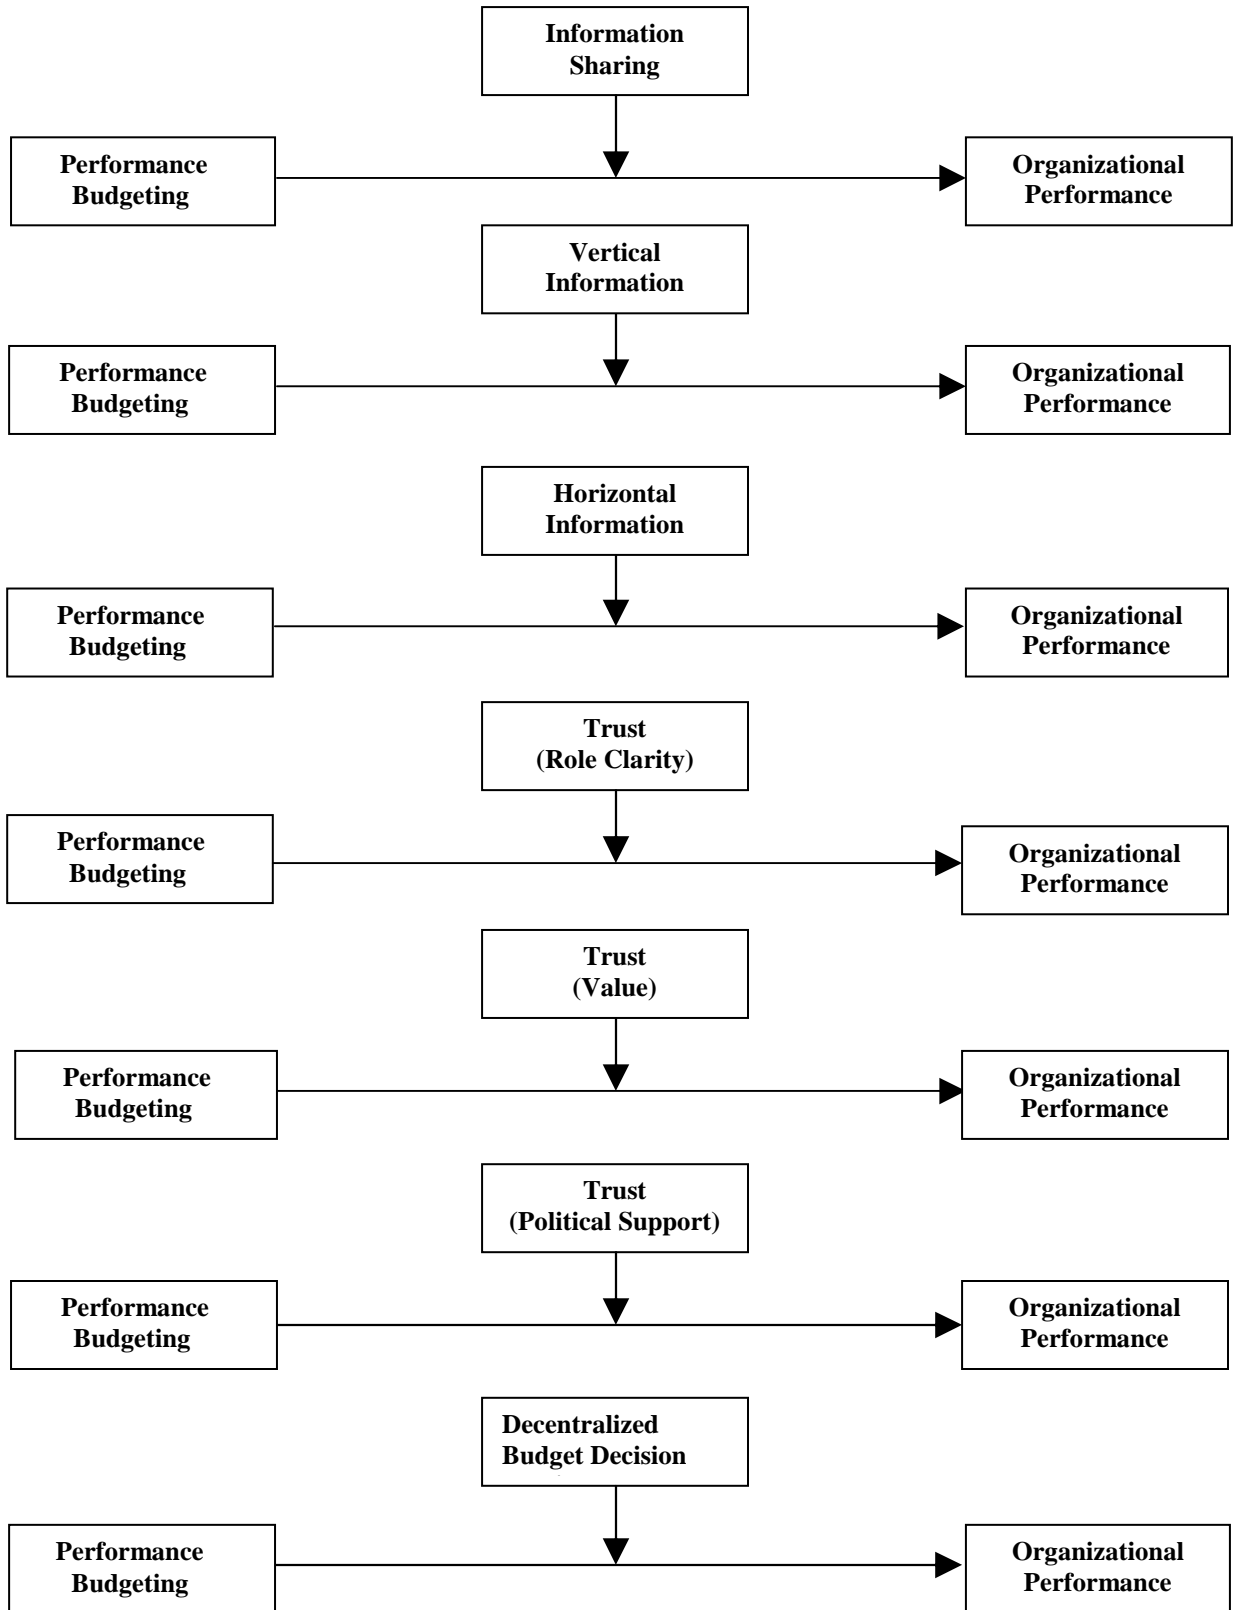 Information
Sharing
Performance
Budgeting
Organizational
Performance
Vertical
Information
Performance
Budgeting
Organizational
Performance
Horizontal
Information
Performance
Budgeting
Organizational
Performance
Trust
(Role Clarity)
Performance
Budgeting
Organizational
Performance
Trust
(Value)
Performance
Budgeting
Organizational
Performance
Trust
(Political Support)
Performance
Budgeting
Organizational
Performance
Decentralized
Budget Decision
Performance
Budgeting
Organizational
Performance